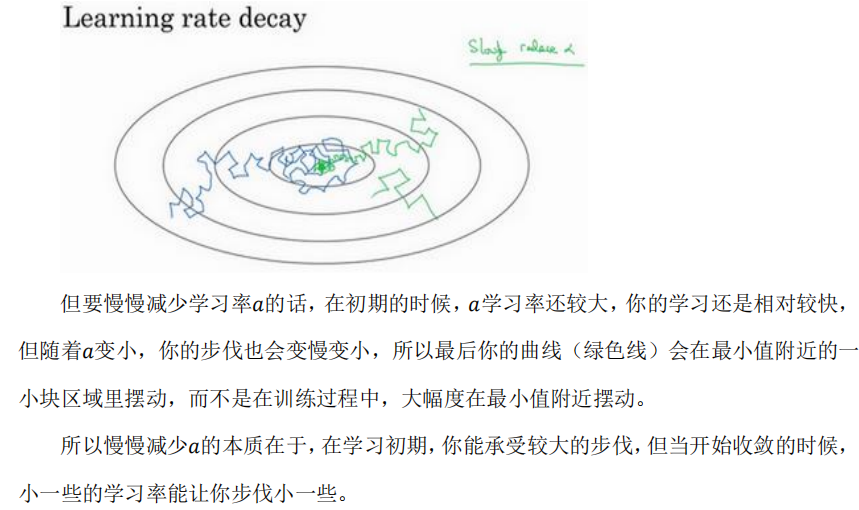 Learning rate decay
Slowly reduce α
但要慢慢减少学习率a的话，在初期的时候，a学习率还较大，你的学习还是相对较快，
但随着a变小，你的步伐也会变慢变小，所以最后你的曲线（绿色线）会在最小值附近的一
小块区域里摆动，而不是在训练过程中，大幅度在最小值附近摆动。
所以慢慢减少a的本质在于，在学习初期，你能承受较大的步伐，但当开始收敛的时候，
小一些的学习率能让你步伐小一些。